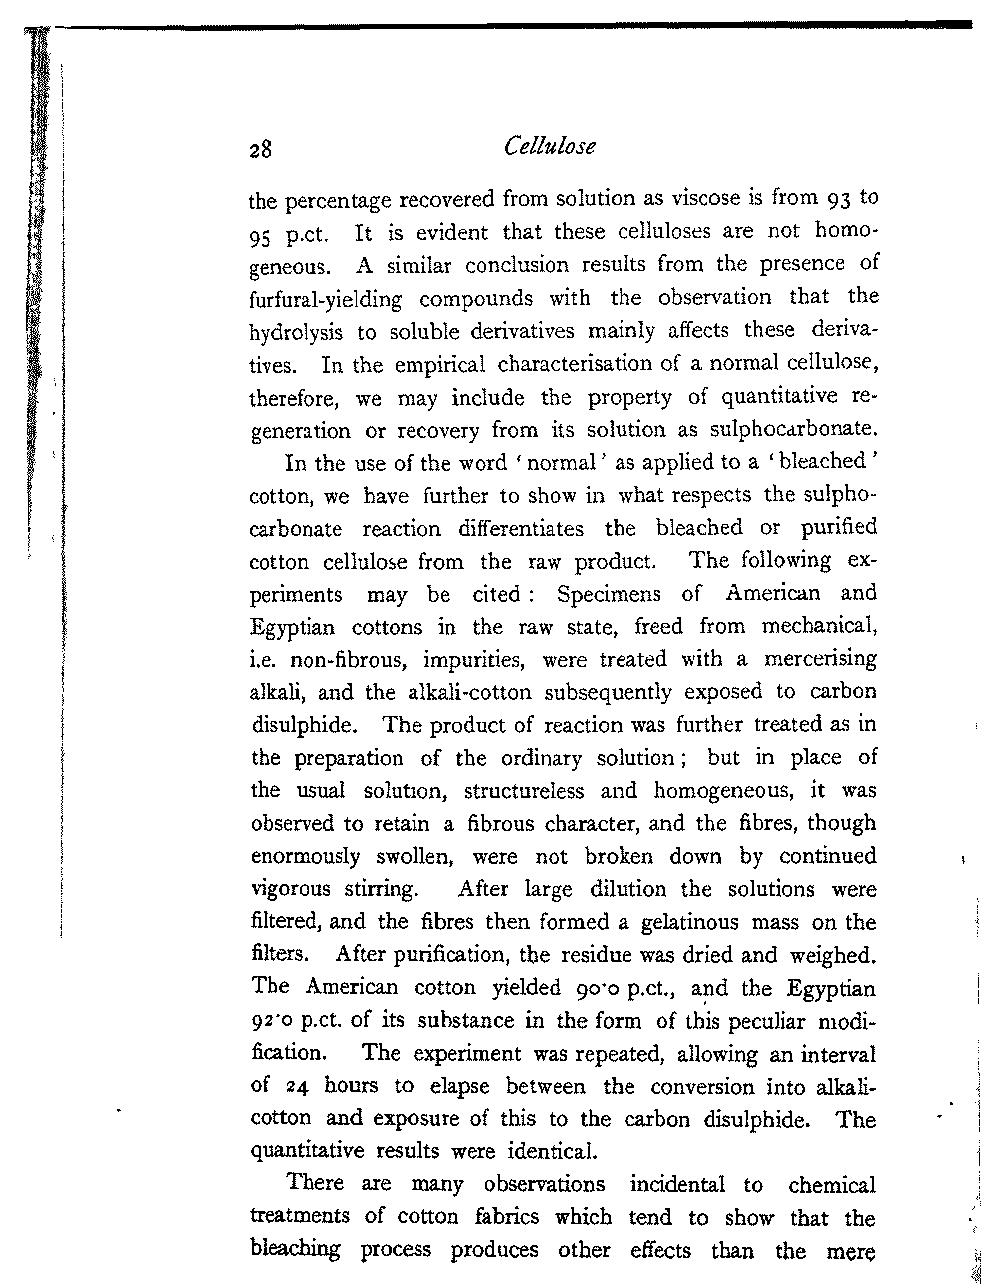 28 Cellulose
the percentage recovered from solution as viscose is from 93 to
95 p.ct. It is evident that these celluloses are not homo-
geneous. A similar conclusion results from the presence of
furfural-yielding compounds with the observation that the
hydrolysis to soluble derivatives mainly affects these deriva-
tives. In the empirical characterisation of a normal cellulose,
therefore, we may include the property of quantitative re-
generation or recovery from its solution as sulphocarbonate.
In the use of the word ‘normal’ as applied to a ‘bleached’
cotton, we have further to show in what respects the sulpho-
carbonate reaction differentiates the bleached or purified
cotton cellulose from the raw product. The following ex-
periments may be cited : Specimens of American and
Egyptian cottons in the raw state, freed from mechanical,
i.e. non-fibrous, impurities, were treated with a mercerising
alkali, and the alkali-cotton subsequently exposed to carbon
disulphide. The product of reaction was further treated as in
the preparation of the ordinary solution ; but in place of
the usual solution, structureless and homogeneous, it was
observed to retain a fibrous character, and the fibres, though
enormously swollen, were not broken down by continued
vigorous stirring. After large dilution the solutions were
filtered, and the fibres then formed a gelatinous mass on the
filters. After purification, the residue was dried and weighed.
The American cotton yielded 90·0 p.ct., and the Egyptian
92·0 p.ct. of its substance in the form of this peculiar modi-
fication. The experiment was repeated, allowing an interval
of 24 hours to elapse between the conversion into alkali-
cotton and exposure of this to the carbon disulphide. The
quantitative results were identical.
There are many observations incidental to chemical
treatments of cotton fabrics which tend to show that the
bleaching process produces other effects than the mere